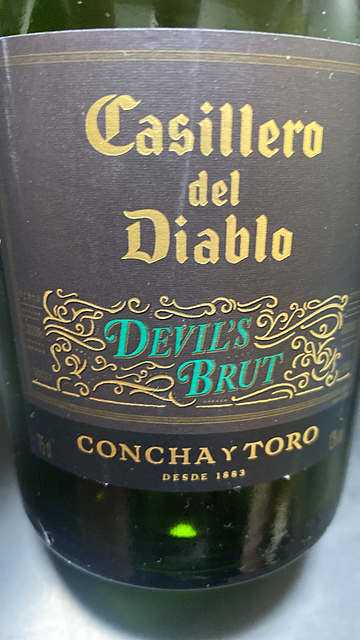 Casillero
del
Diablo
DEVIL'S
BRUT
CONCHA Y TORO
DESDE 1883